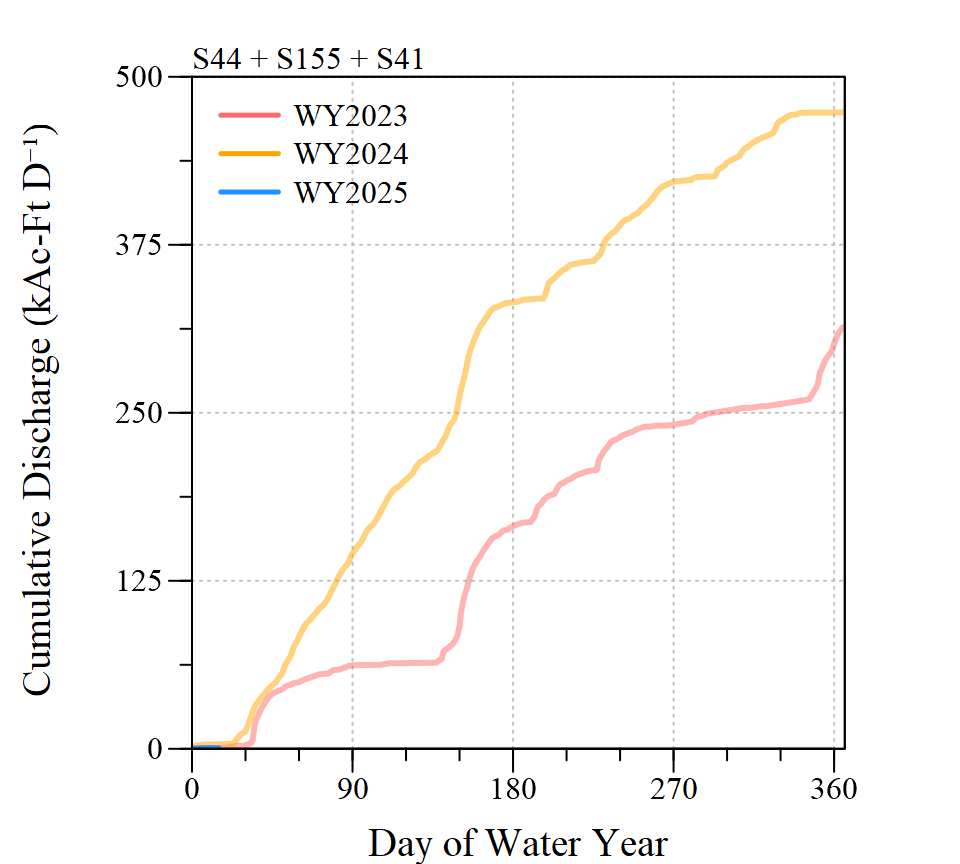 S44 + S155 + S41
500
375
250
125
0
WY2023
WY2024
WY2025
Cumulative Discharge (kAc-Ft D⁻¹)
0 90 180 270 360
Day of Water Year